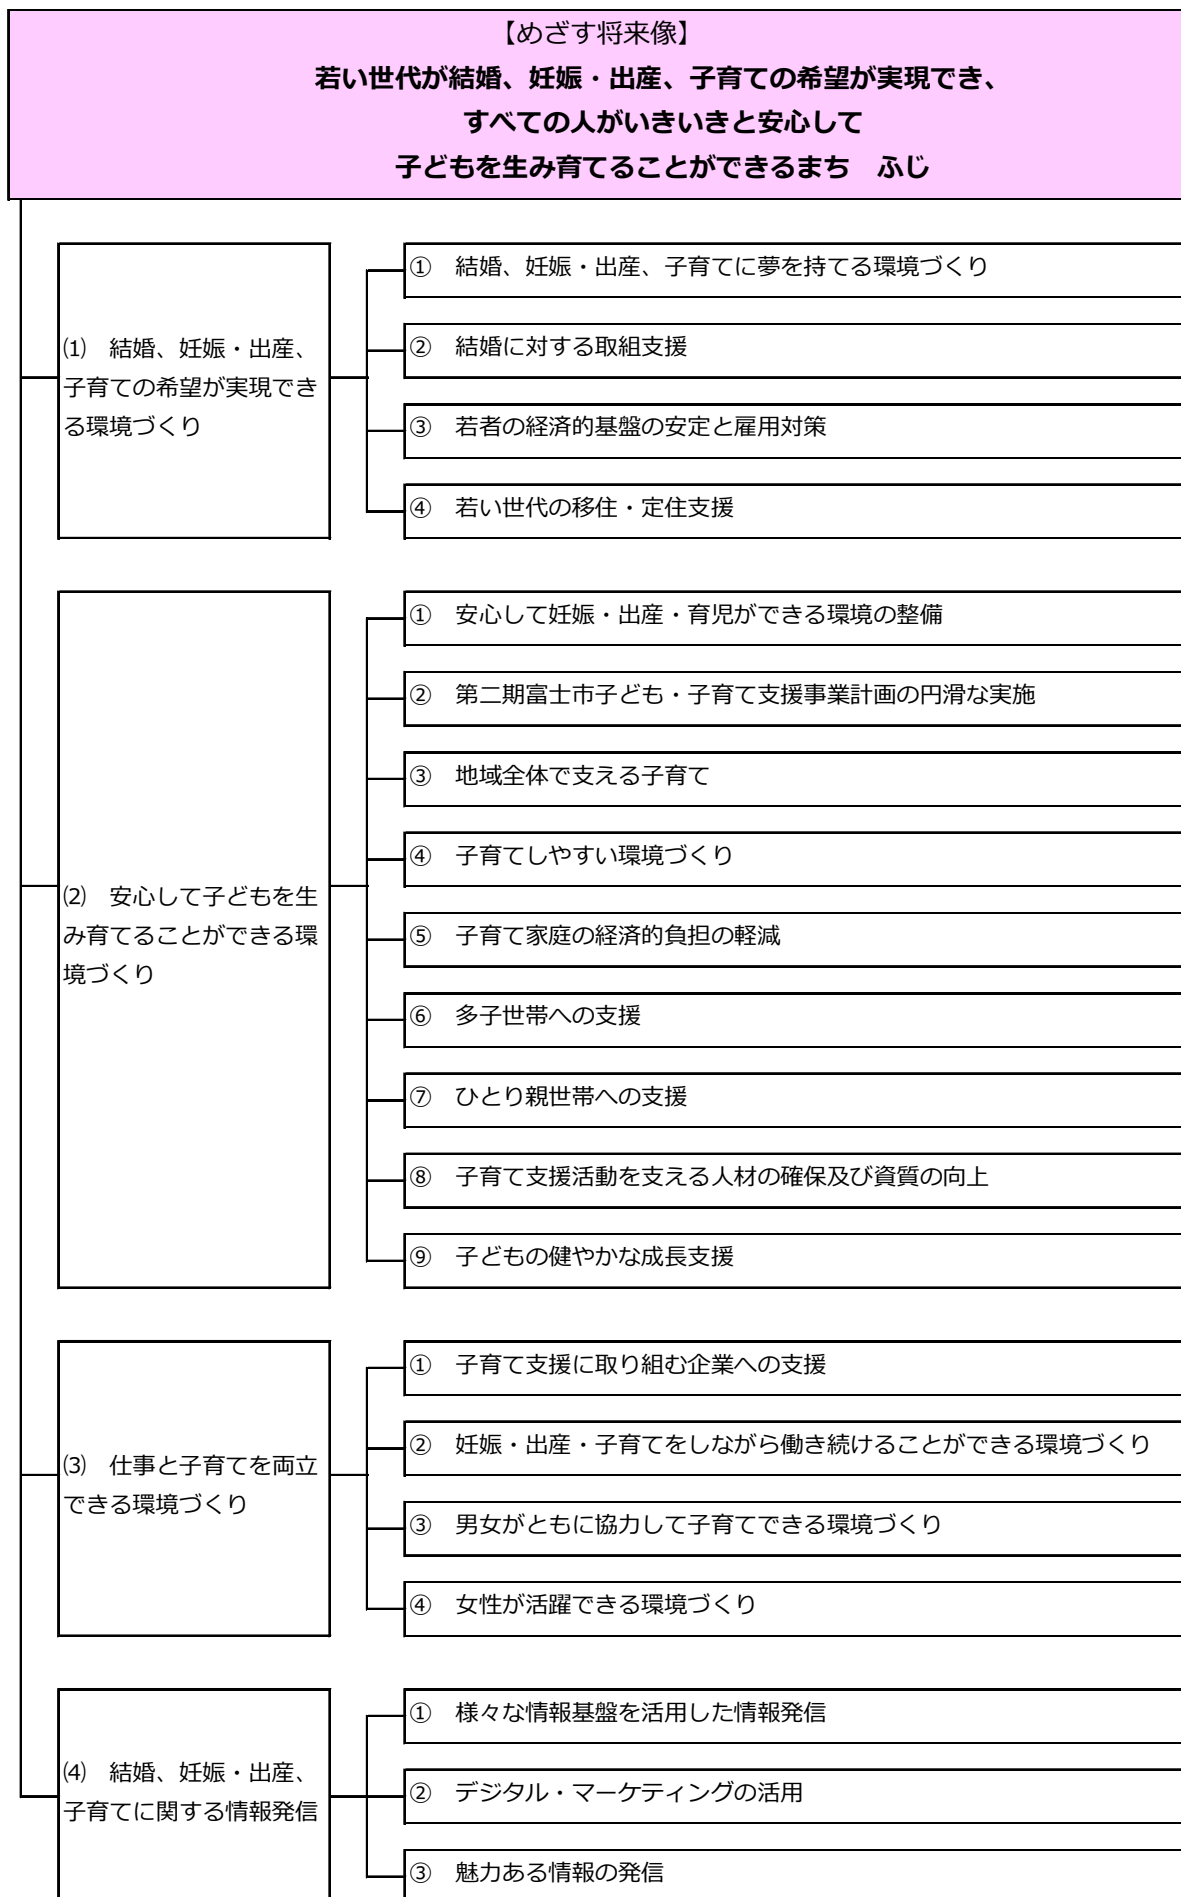 【めざす将来像】
若い世代が結婚、妊娠・出産、子育ての希望が実現でき、
すべての人がいきいきと安心して
子どもを生み育てることができるまち　ふじ
⑴　結婚、妊娠・出産、
子育ての希望が実現でき
る環境づくり
①　結婚、妊娠・出産、子育てに夢を持てる環境づくり
②　結婚に対する取組支援
③　若者の経済的基盤の安定と雇用対策
④　若い世代の移住・定住支援
⑵　安心して子どもを生
み育てることができる環
境づくり
①　安心して妊娠・出産・育児ができる環境の整備
②　第二期富士市子ども・子育て支援事業計画の円滑な実施
③　地域全体で支える子育て
④　子育てしやすい環境づくり
⑤　子育て家庭の経済的負担の軽減
⑥　多子世帯への支援
⑦　ひとり親世帯への支援
⑧　子育て支援活動を支える人材の確保及び資質の向上
⑨　子どもの健やかな成長支援
⑶　仕事と子育てを両立
できる環境づくり
①　子育て支援に取り組む企業への支援
②　妊娠・出産・子育てをしながら働き続けることができる環境づくり
③　男女がともに協力して子育てできる環境づくり
④　女性が活躍できる環境づくり
⑷　結婚、妊娠・出産、
子育てに関する情報発信
①　様々な情報基盤を活用した情報発信
②　デジタル・マーケティングの活用
③　魅力ある情報の発信